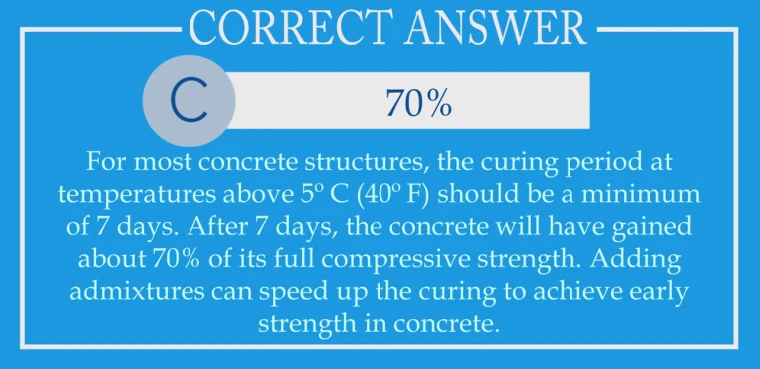 CORRECT ANSWER
C
70%
For most concrete structures, the curing period at
temperatures above 5º C (40º F) should be a minimum
of 7 days. After 7 days, the concrete will have gained
about 70% of its full compressive strength. Adding
admixtures can speed up the curing to achieve early
strength in concrete.